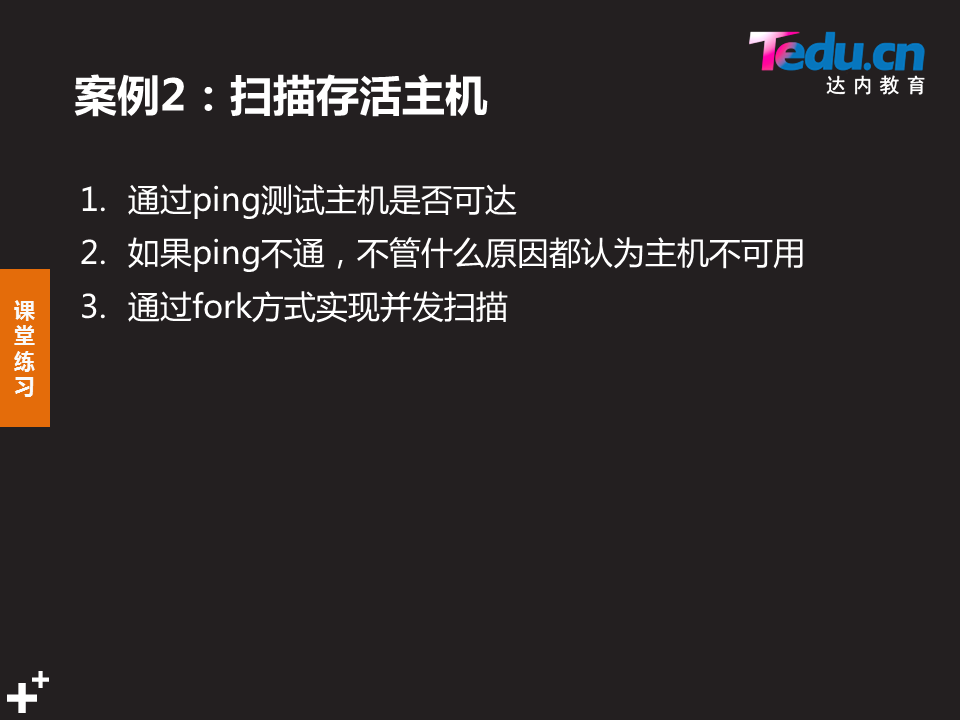 Tedu.cn
达内教育
案例2：扫描存活主机
1. 通过ping测试主机是否可达
2. 如果ping不通，不管什么原因都认为主机不可用
3. 通过fork方式实现并发扫描
课
堂
练
习